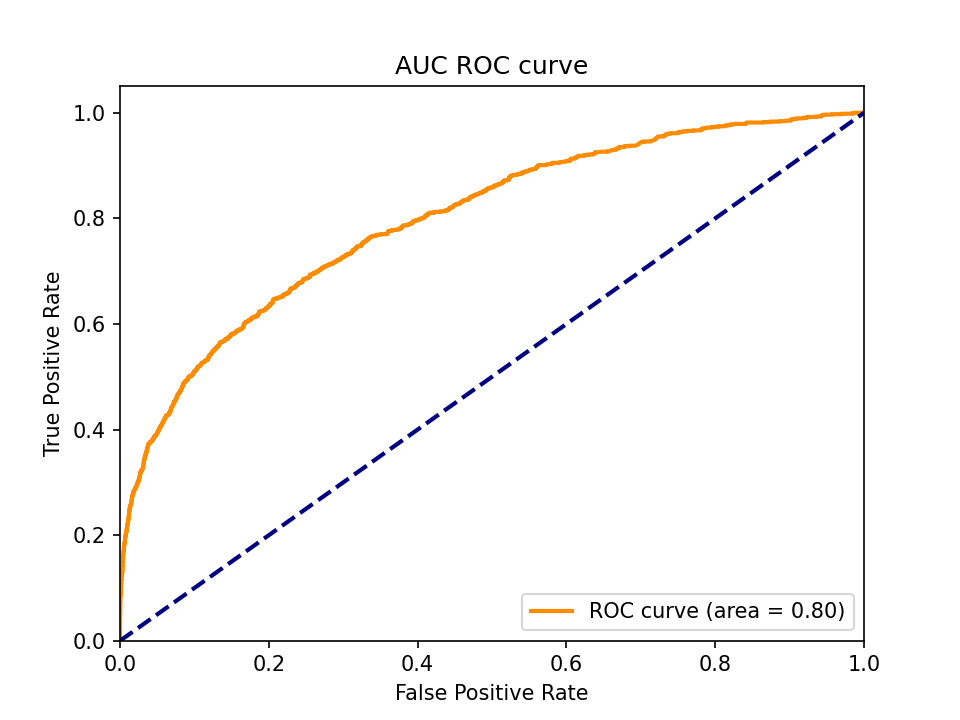 AUC ROC curve
1.0
0.8
0.6
0.4
0.2
0.0
True Positive Rate
ROC curve (area = 0.80)
0.0 0.2 0.4 0.6 0.8 1.0
False Positive Rate